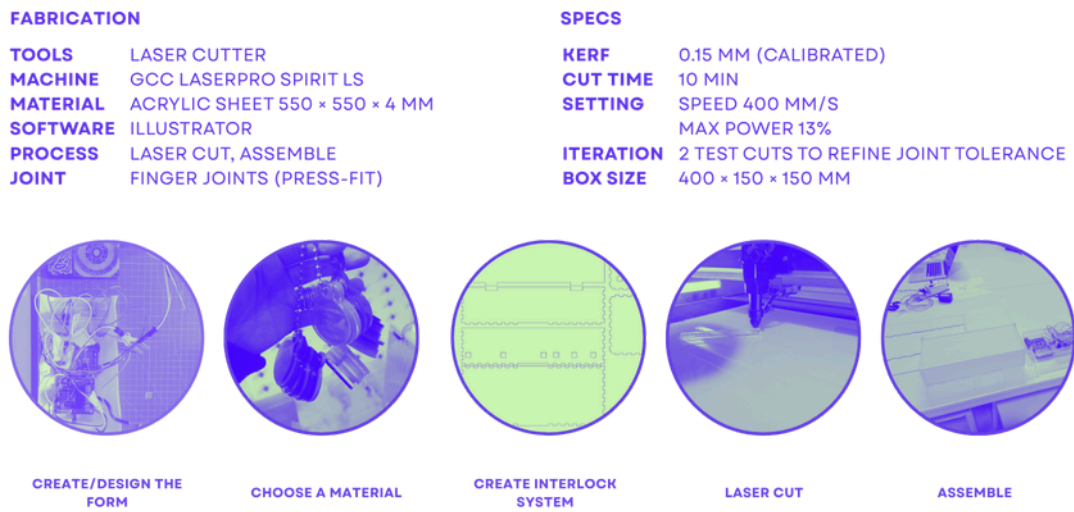 FABRICATION
TOOLS LASER CUTTER
MACHINE GCC LASERPRO SPIRIT LS
MATERIAL ACRYLIC SHEET 550 × 550 × 4 MM
SOFTWARE ILLUSTRATOR
PROCESS LASER CUT, ASSEMBLE
JOINT FINGER JOINTS (PRESS-FIT)
SPECS
KERF 0.15 MM (CALIBRATED)
CUT TIME 10 MIN
SETTING SPEED 400 MM/S
MAX POWER 13%
ITERATION 2 TEST CUTS TO REFINE JOINT TOLERANCE
BOX SIZE 400 × 150 × 150 MM
CREATE/DESIGN THE
FORM
CHOOSE A MATERIAL
CREATE INTERLOCK
SYSTEM
LASER CUT
ASSEMBLE